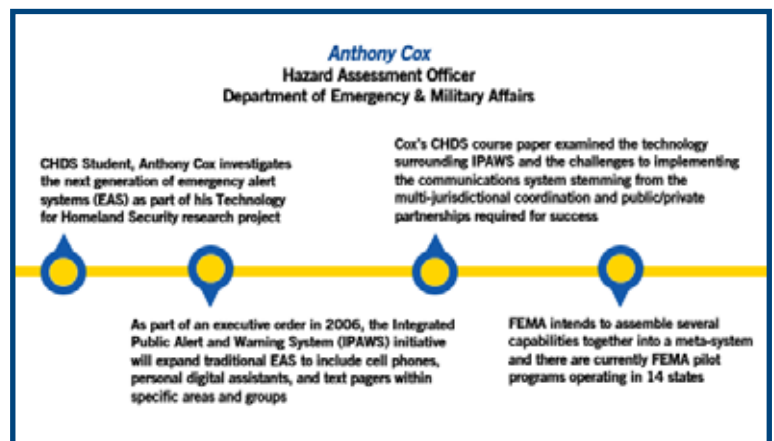 Anthony Cox
Hazard Assessment Officer
Department of Emergency & Military Affairs
CHDS Student, Anthony Cox investigates
the next generation of emergency alert
systems (EAS) as part of his Technology
for Homeland Security research project
As part of an executive order in 2006, the Integrated
Public Alert and Warning System (IPAWS) initiative
will expand traditional EAS to include cell phones,
personal digital assistants, and text pagers within
specific areas and groups
Cox's CHDS course paper examined the technology
surrounding IPAWS and the challenges to implementing
the communications system stemming from the
multi-jurisdictional coordination and public/private
partnerships required for success
FEMA intends to assemble several
capabilities together into a meta-system
and there are currently FEMA pilot
programs operating in 14 states